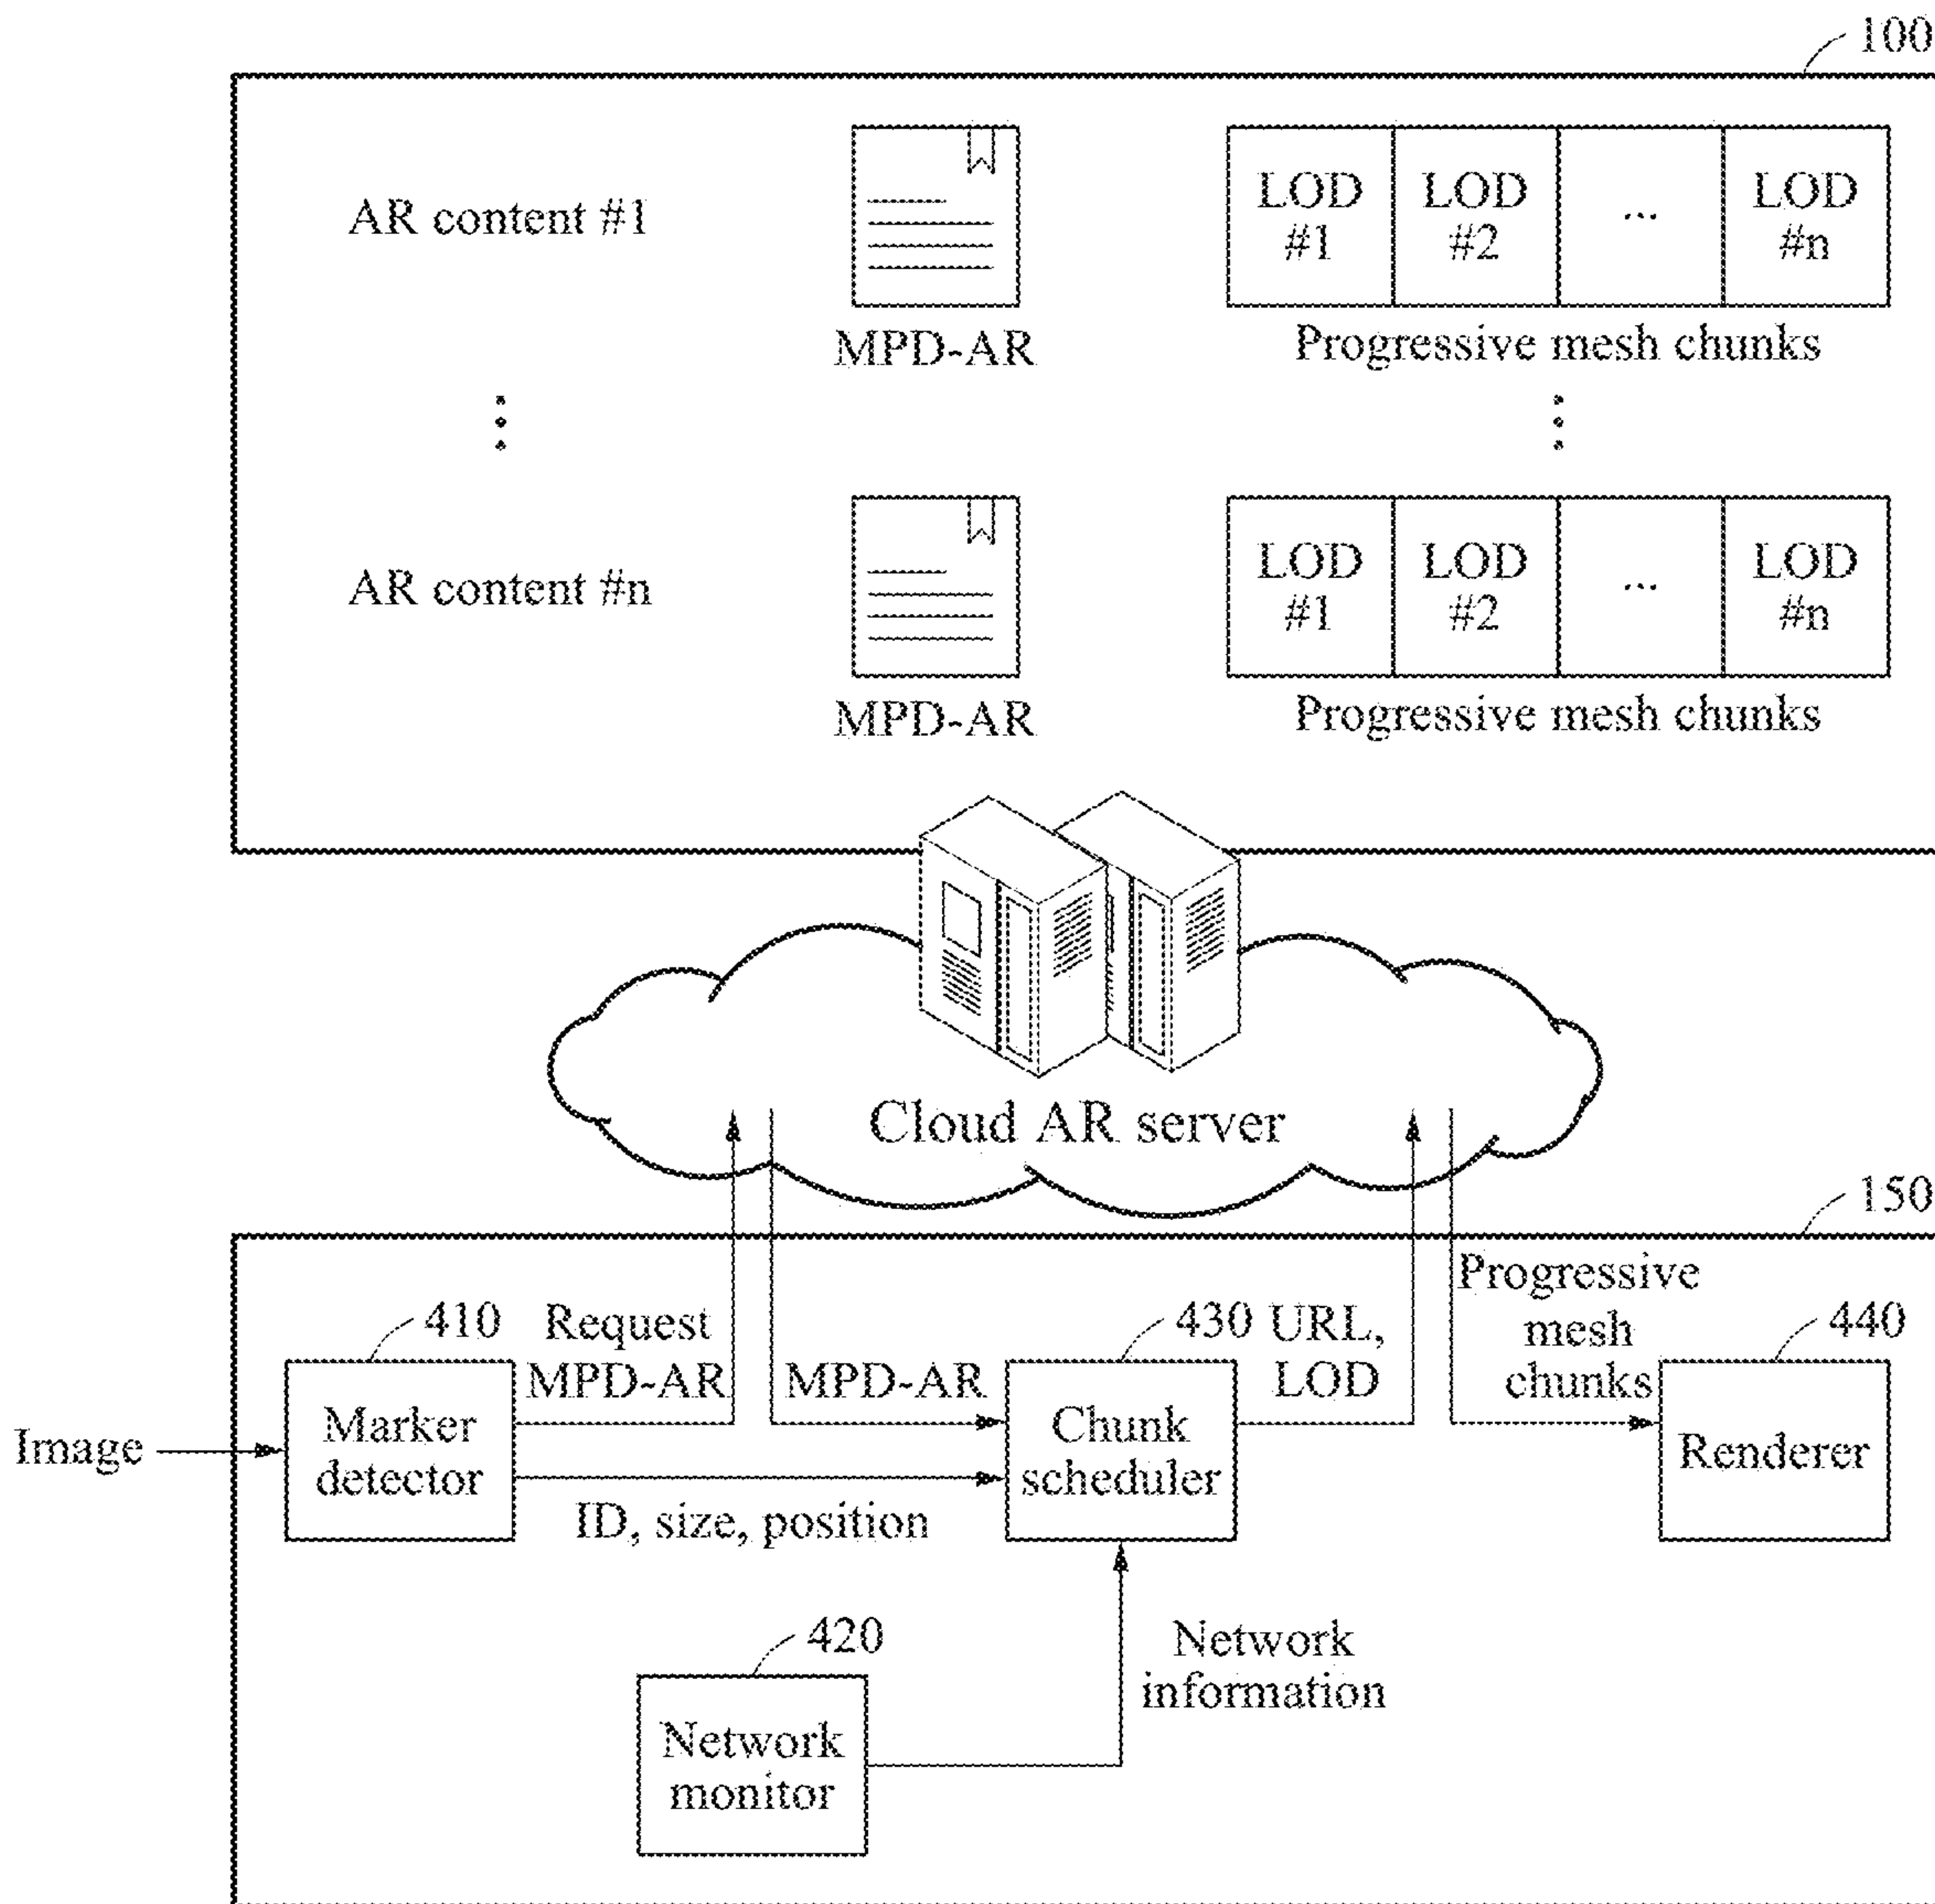 100
AR content #1
LOD
#1
LOD
#2
...
LOD
#n
MPD-AR
Progressive mesh chunks
AR content #n
LOD
#1
LOD
#2
...
LOD
#n
MPD-AR
Progressive mesh chunks
Cloud AR server
150
410
Request
MPD-AR
MPD-AR
430
URL,
LOD
Progressive
mesh
chunks
440
Image
Marker
detector
Chunk
scheduler
Renderer
ID, size, position
420
Network
information
Network
monitor